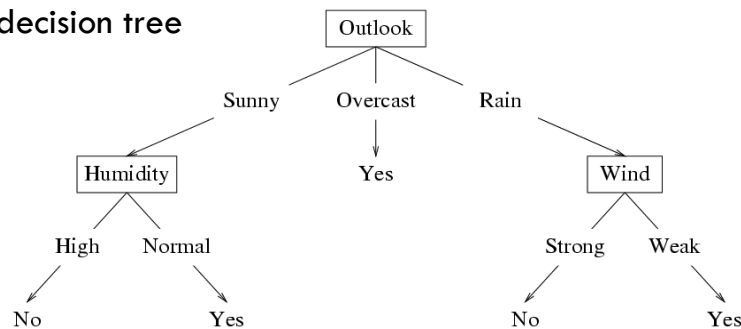 decision tree
Outlook
Sunny Overcast Rain
Humidity Yes Wind
High Normal Strong Weak
No Yes No Yes